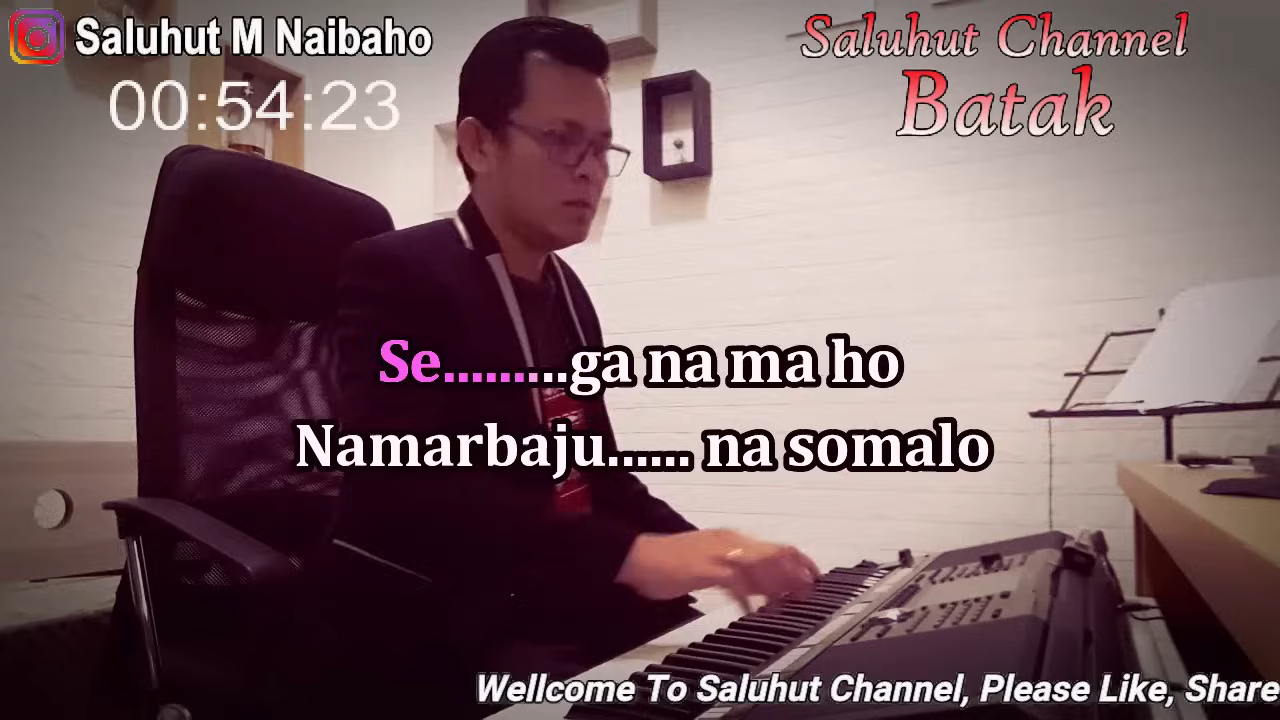 Saluhut M Naibaho
Saluhut Channel
00:54:23
Batak
Se.........ga na ma ho
Namarbaju...... na somalo
Wellcome To Saluhut Channel, Please Like, Share